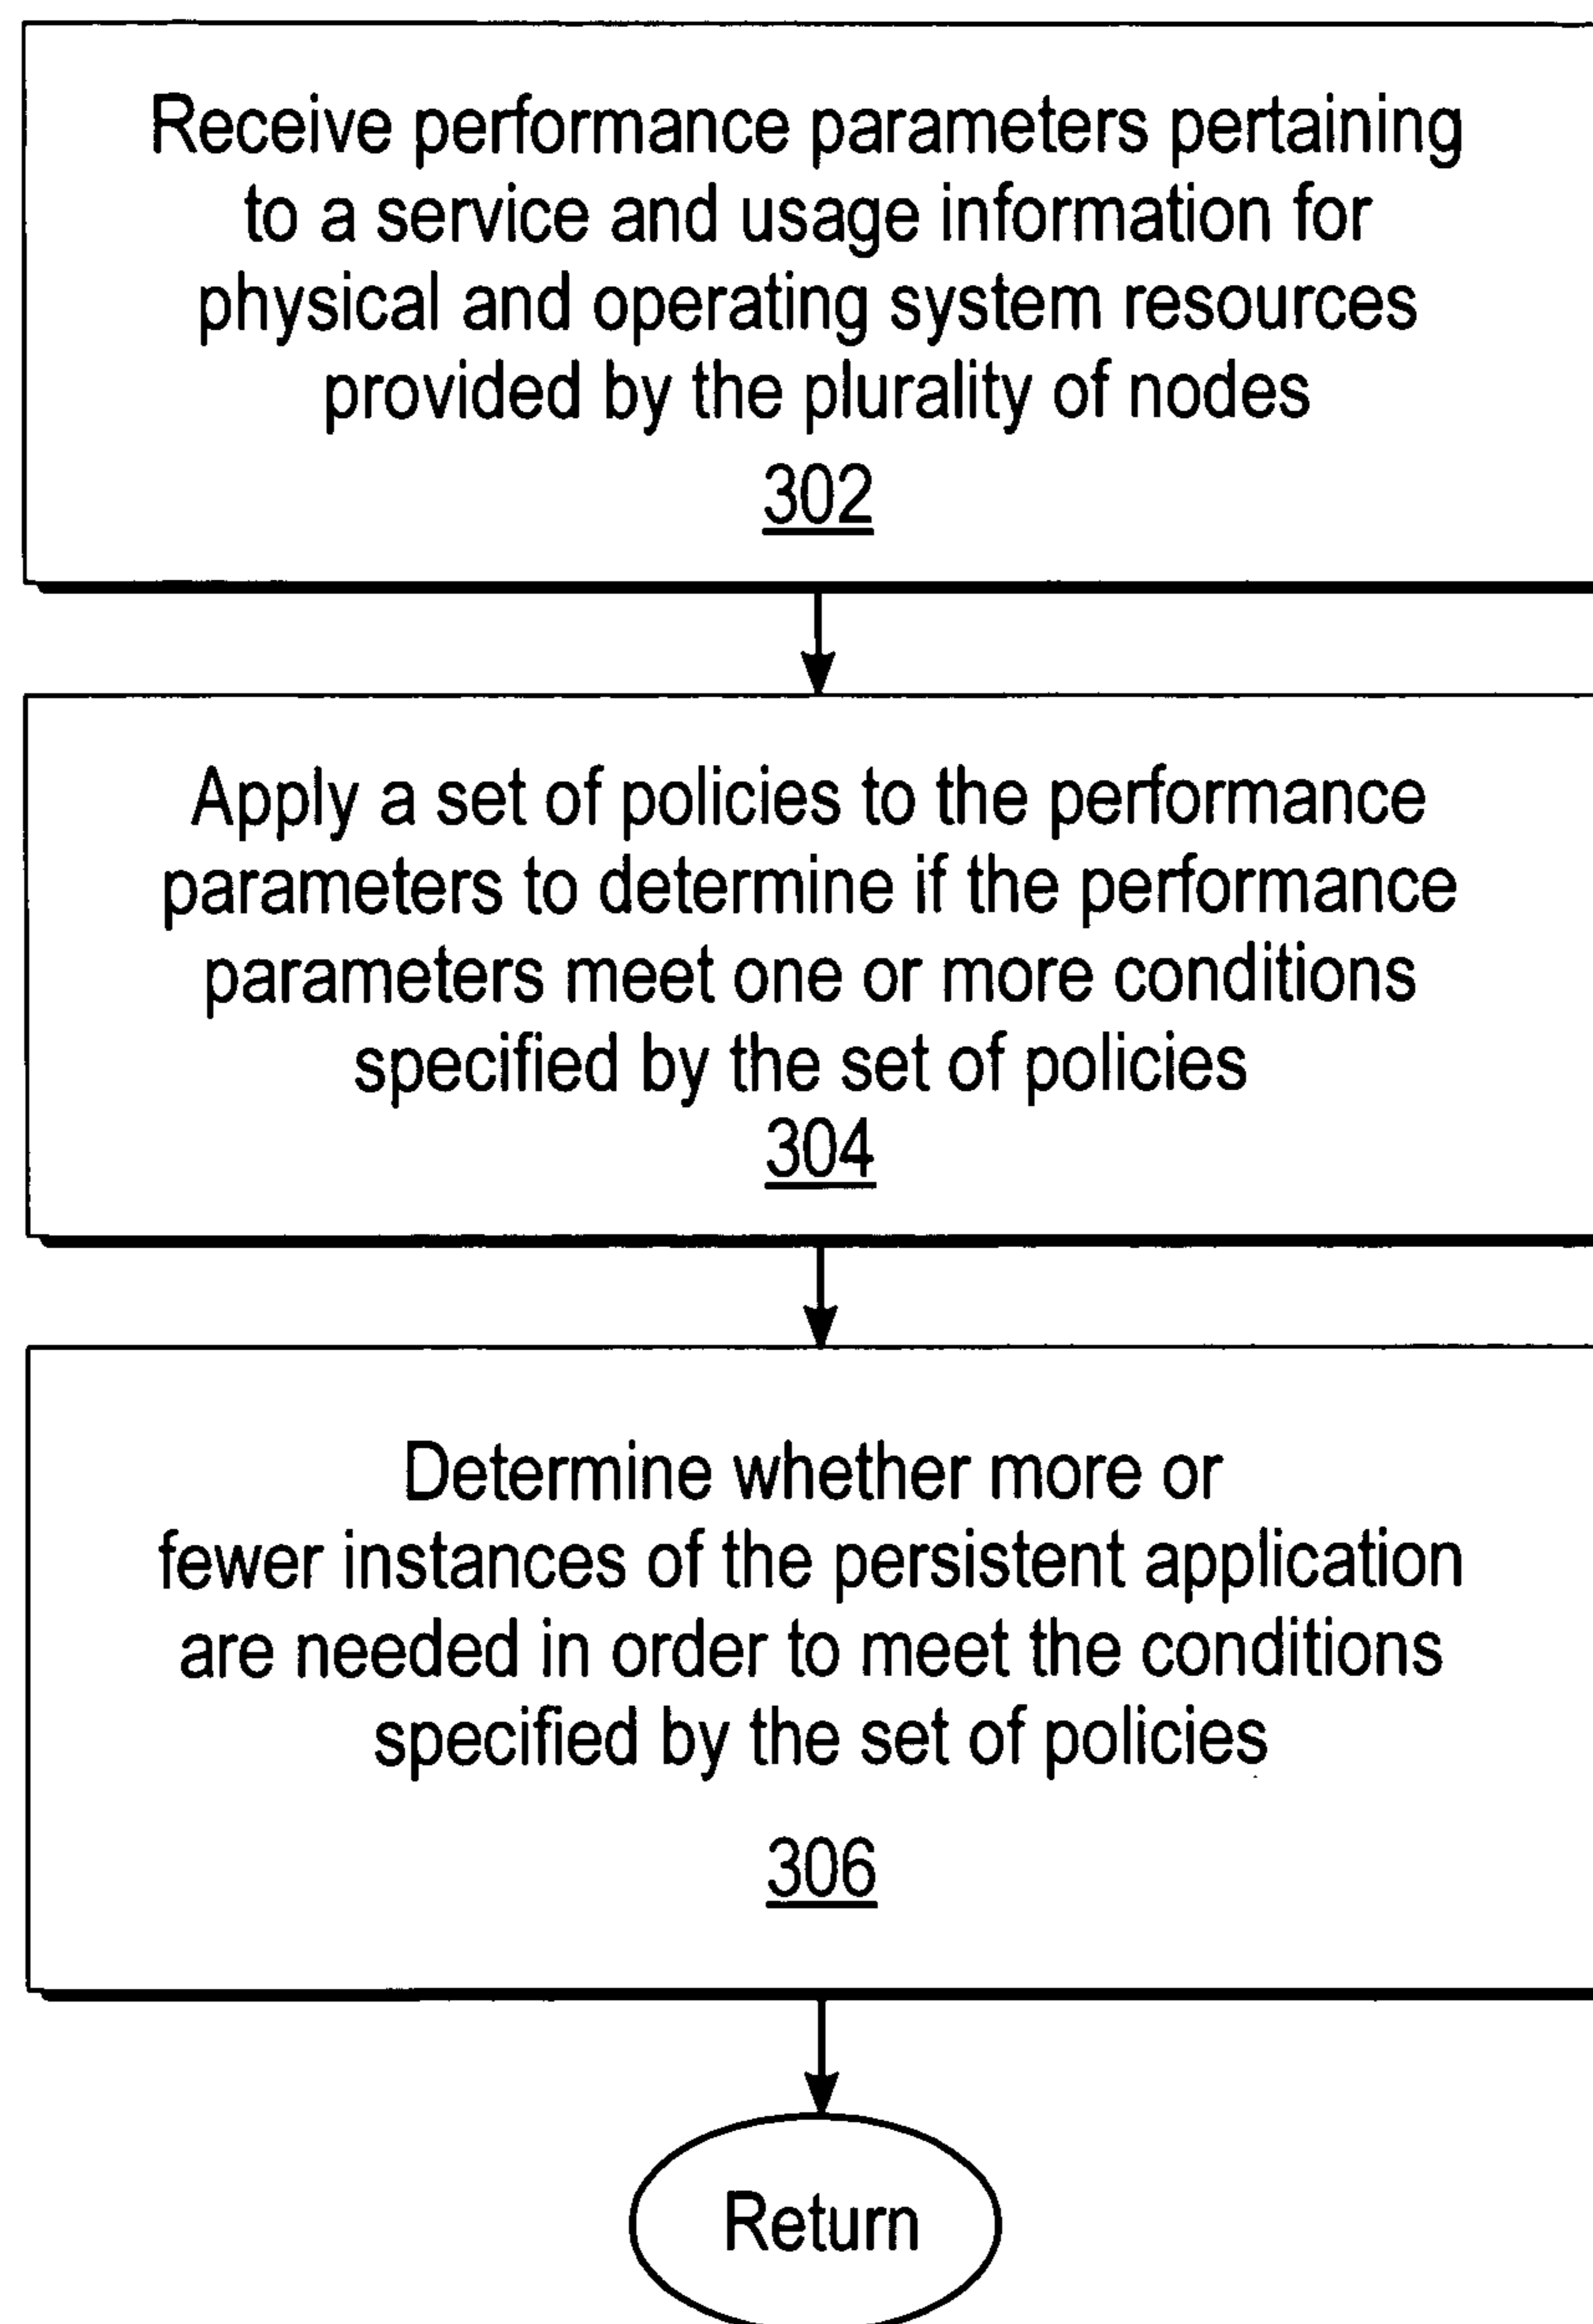 Receive performance parameters pertaining
to a service and usage information for
physical and operating system resources
provided by the plurality of nodes
302
Apply a set of policies to the performance
parameters to determine if the performance
parameters meet one or more conditions
specified by the set of policies
304
Determine whether more or
fewer instances of the persistent application
are needed in order to meet the conditions
specified by the set of policies
306
Return